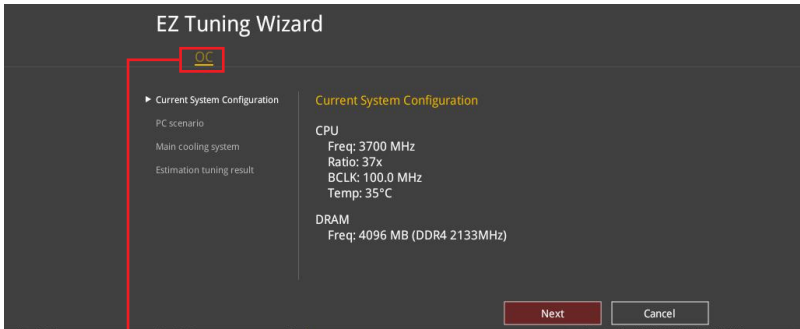 EZ Tuning Wizard
OC
▶ Current System Configuration
PC scenario
Main cooling system
Estimation tuning result
Current System Configuration
CPU
Freq: 3700 MHz
Ratio: 37x
BCLK: 100.0 MHz
Temp: 35°C
DRAM
Freq: 4096 MB (DDR4 2133MHz)
Next
Cancel